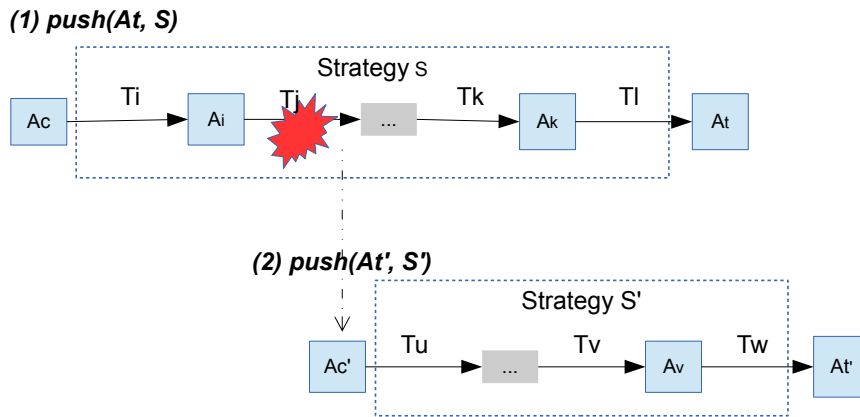 (1) push(At, S)
Strategy S
Ti
Tj
Tk
Tl
Ac
Ai
...
Ak
At
(2) push(At', S')
Strategy S'
Tu
Tv
Tw
Ac'
...
Av
At'